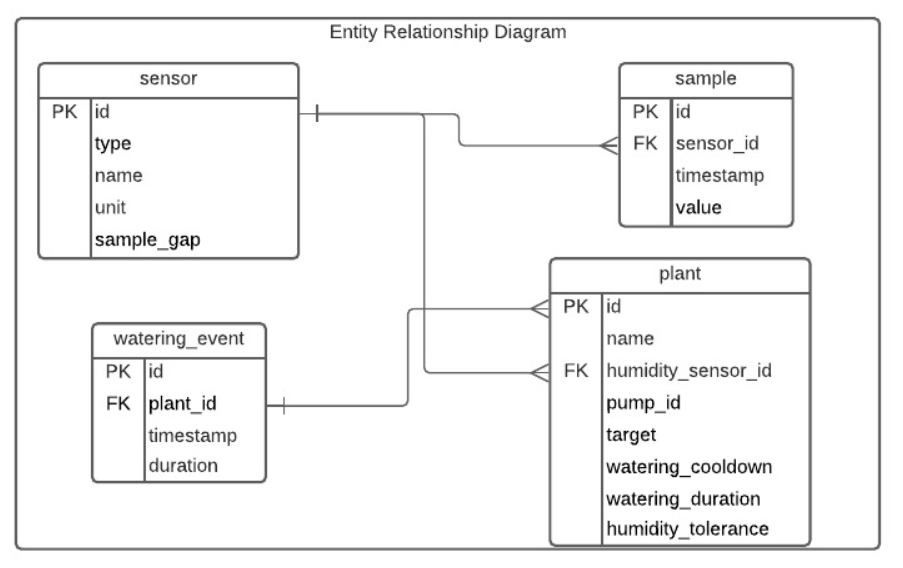 Entity Relationship Diagram
sensor
PK id
type
name
unit
sample_gap
sample
PK id
FK sensor_id
timestamp
value
watering_event
PK id
FK plant_id
timestamp
duration
plant
PK id
name
FK humidity_sensor_id
pump_id
target
watering_cooldown
watering_duration
humidity_tolerance